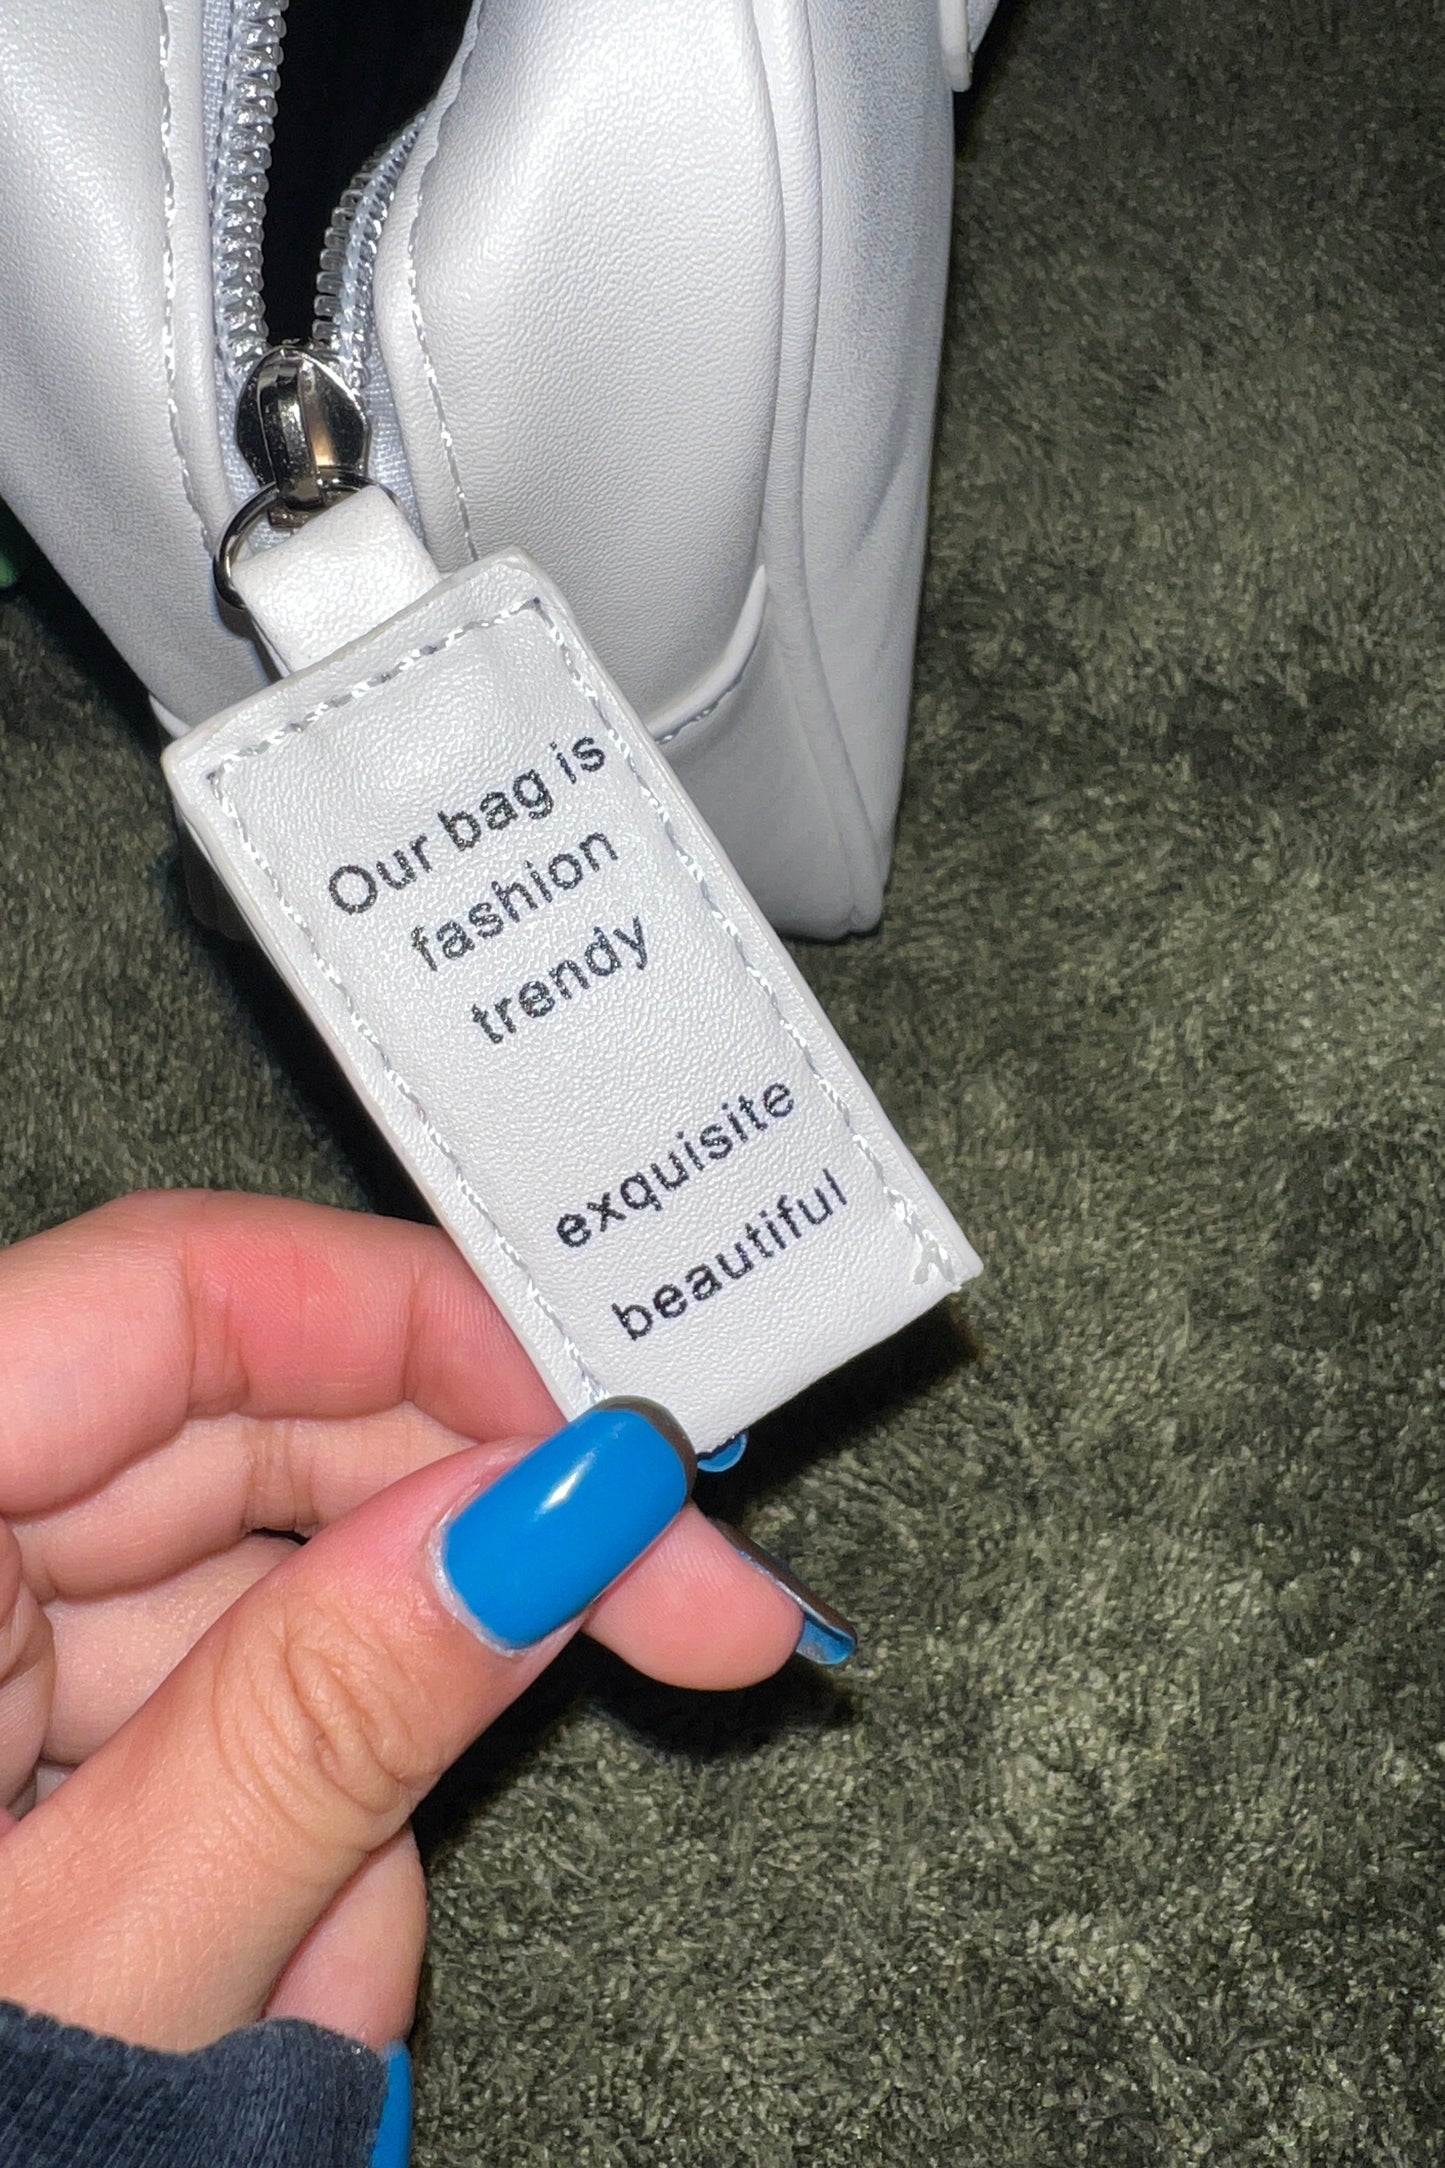 Our bag is
fashion
trendy
exquisite
beautiful